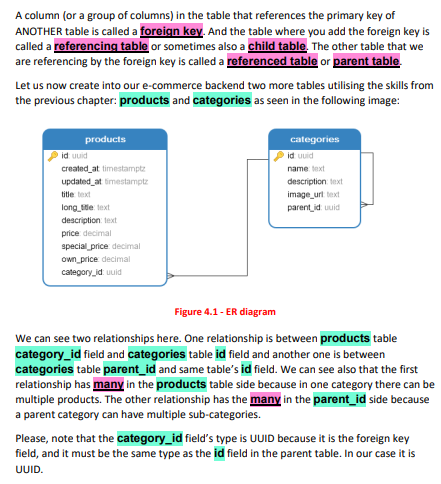 A column (or a group of columns) in the table that references the primary key of
ANOTHER table is called a foreign key. And the table where you add the foreign key is
called a referencing table or sometimes also a child table. The other table that we
are referencing by the foreign key is called a referenced table or parent table.
Let us now create into our e-commerce backend two more tables utilising the skills from
the previous chapter: products and categories as seen in the following image:
products
id: uuid
created_at: timestamptz
updated_at: timestamptz
title: text
long_title: text
description: text
price: decimal
special_price: decimal
own_price: decimal
category_id: uuid
categories
id: uuid
name: text
description: text
image_url: text
parent_id: uuid
Figure 4.1 - ER diagram
We can see two relationships here. One relationship is between products table
category_id field and categories table id field and another one is between
categories table parent_id and same table's id field. We can see also that the first
relationship has many in the products table side because in one category there can be
multiple products. The other relationship has the many in the parent_id side because
a parent category can have multiple sub-categories.
Please, note that the category_id field's type is UUID because it is the foreign key
field, and it must be the same type as the id field in the parent table. In our case it is
UUID.